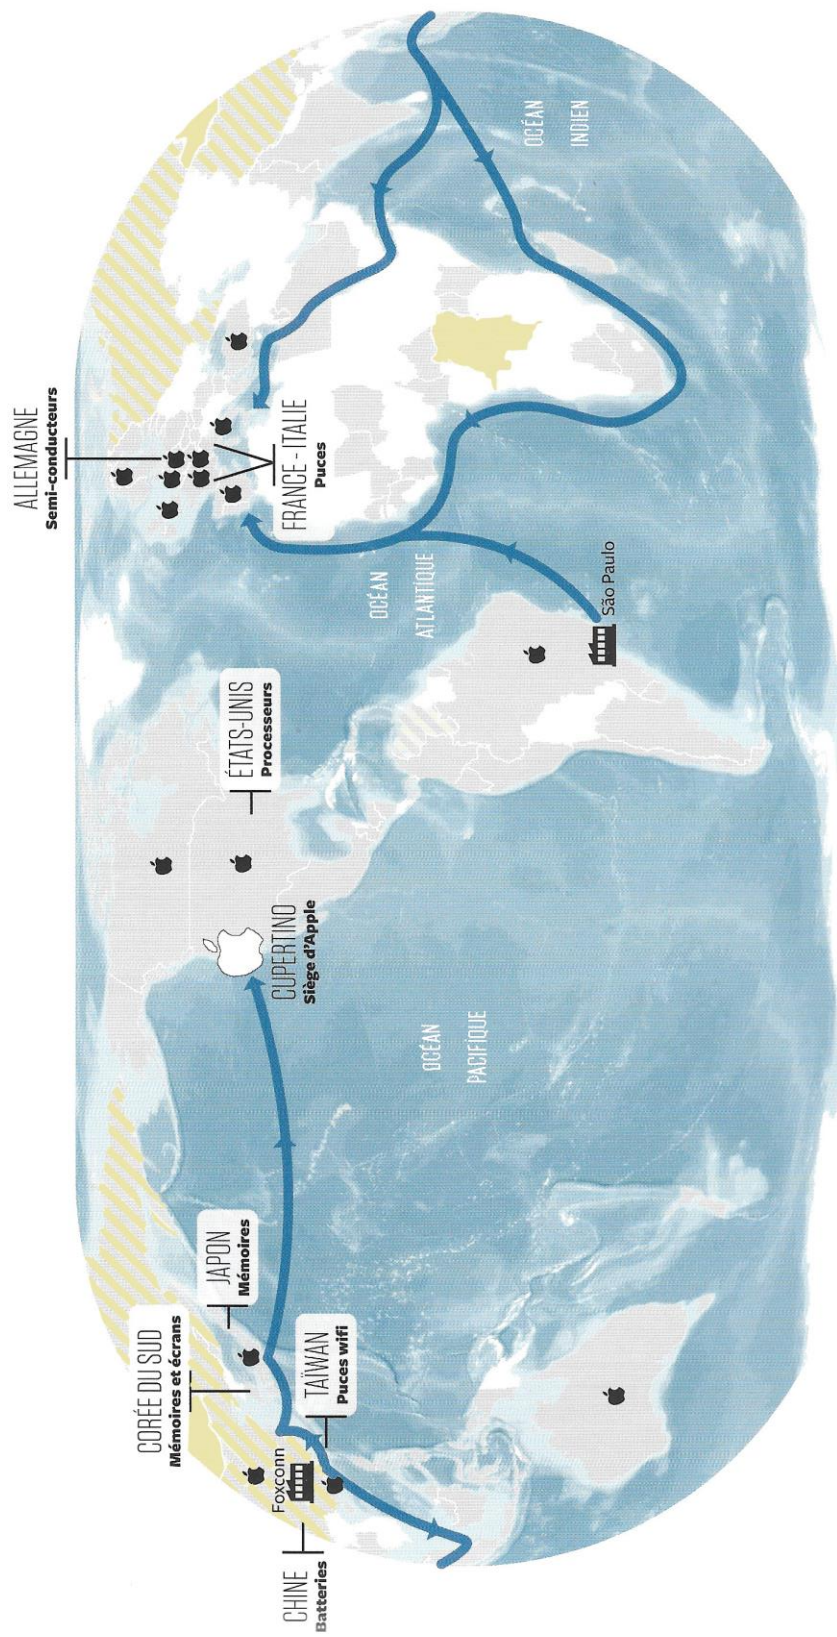 ALLEMAGNE
Semi-conducteurs
FRANCE - ITALIE
Puces
ÉTATS-UNIS
Processeurs
CUPERTINO
Siège d'Apple
CORÉE DU SUD
Mémoires et écrans
JAPON
Mémoires
TAÏWAN
Puces wifi
Foxconn
CHINE
Batteries
São Paulo
OCÉAN
PACIFIQUE
OCÉAN
ATLANTIQUE
OCÉAN
INDIEN